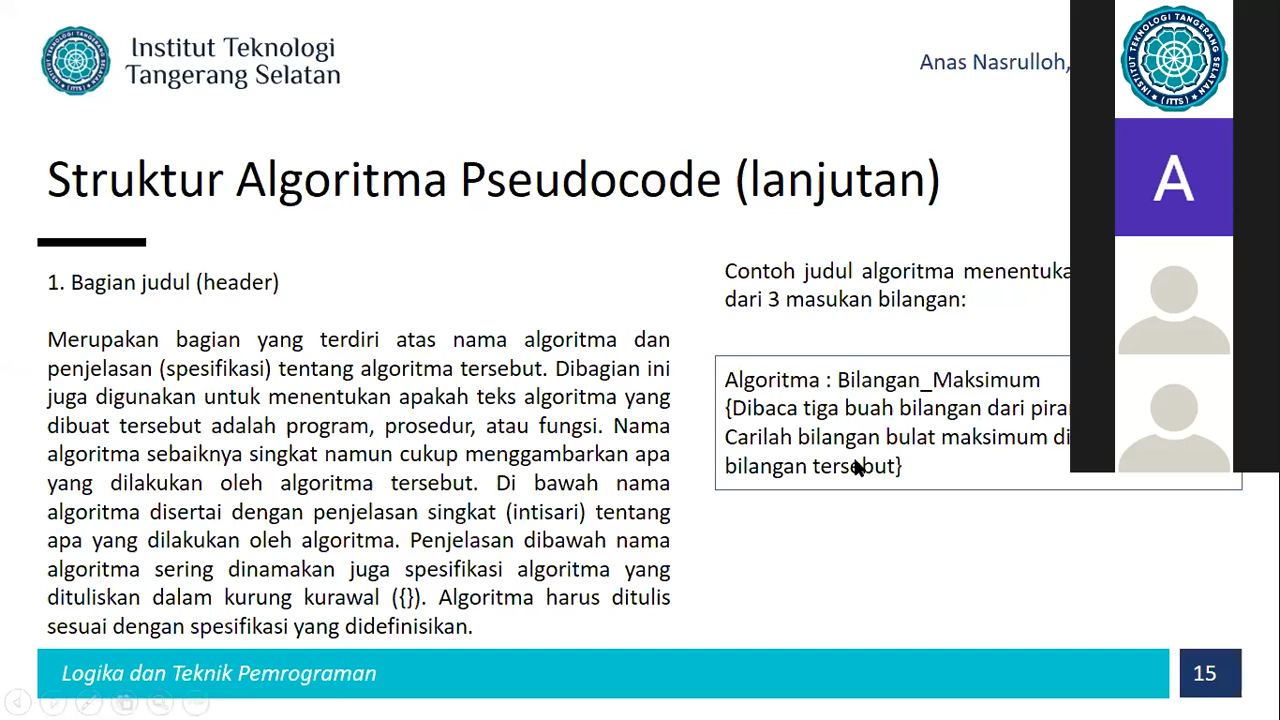 Institut Teknologi
Tangerang Selatan
Anas Nasrulloh,
INSTITUT TEKNOLOGI TANGERANG SELATAN
(ITTS)
A
Struktur Algoritma Pseudocode (lanjutan)
1. Bagian judul (header)
Merupakan bagian yang terdiri atas nama algoritma dan
penjelasan (spesifikasi) tentang algoritma tersebut. Dibagian ini
juga digunakan untuk menentukan apakah teks algoritma yang
dibuat tersebut adalah program, prosedur, atau fungsi. Nama
algoritma sebaiknya singkat namun cukup menggambarkan apa
yang dilakukan oleh algoritma tersebut. Di bawah nama
algoritma disertai dengan penjelasan singkat (intisari) tentang
apa yang dilakukan oleh algoritma. Penjelasan dibawah nama
algoritma sering dinamakan juga spesifikasi algoritma yang
dituliskan dalam kurung kurawal ({}). Algoritma harus ditulis
sesuai dengan spesifikasi yang didefinisikan.
Contoh judul algoritma
dari 3 masukan bilangan:
Algoritma : Bilangan_Maksimum
{Dibaca tiga buah bilangan dari
Carilah bilangan bulat maksimum
bilangan tersebut}
Logika dan Teknik Pemrograman
15